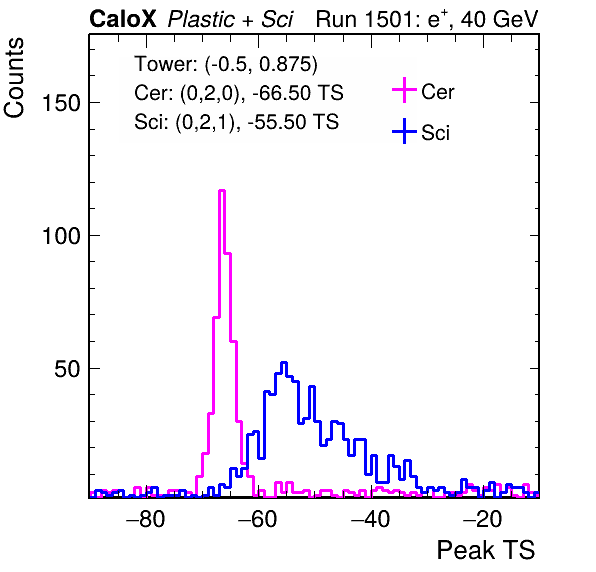 CaloX Plastic + Sci Run 1501: e+, 40 GeV
Counts
Tower: (-0.5, 0.875)
Cer: (0,2,0), -66.50 TS
Sci: (0,2,1), -55.50 TS
Cer
Sci
150
100
50
−80 −60 −40 −20
Peak TS